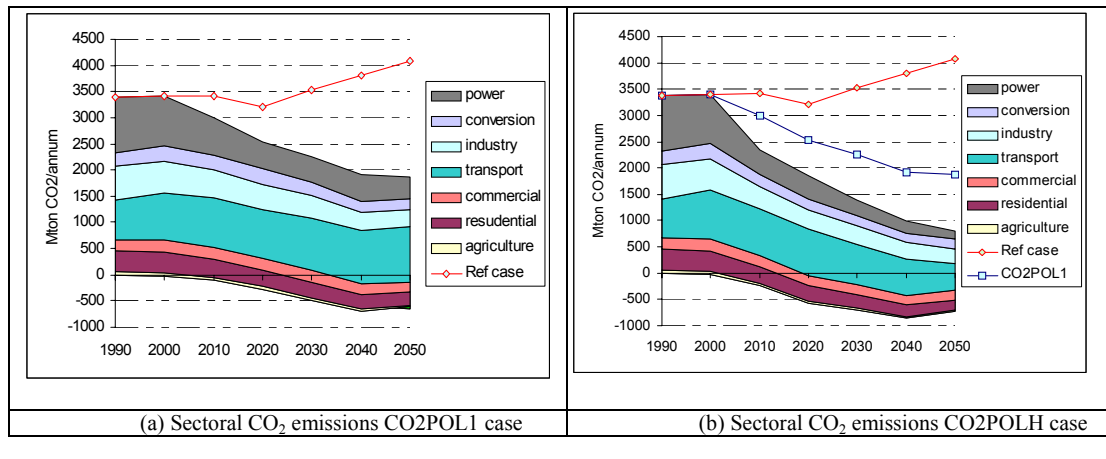 4500
4000
3500
3000
2500
2000
1500
1000
500
0
-500
-1000
Mton CO2/annum
1990 2000 2010 2020 2030 2040 2050
power
conversion
industry
transport
commercial
resudential
agriculture
Ref case
(a) Sectoral CO₂ emissions CO2POL1 case
4500
4000
3500
3000
2500
2000
1500
1000
500
0
-500
-1000
Mton CO2/annum
1990 2000 2010 2020 2030 2040 2050
power
conversion
industry
transport
commercial
residential
agriculture
Ref case
CO2POL1
(b) Sectoral CO₂ emissions CO2POLH case